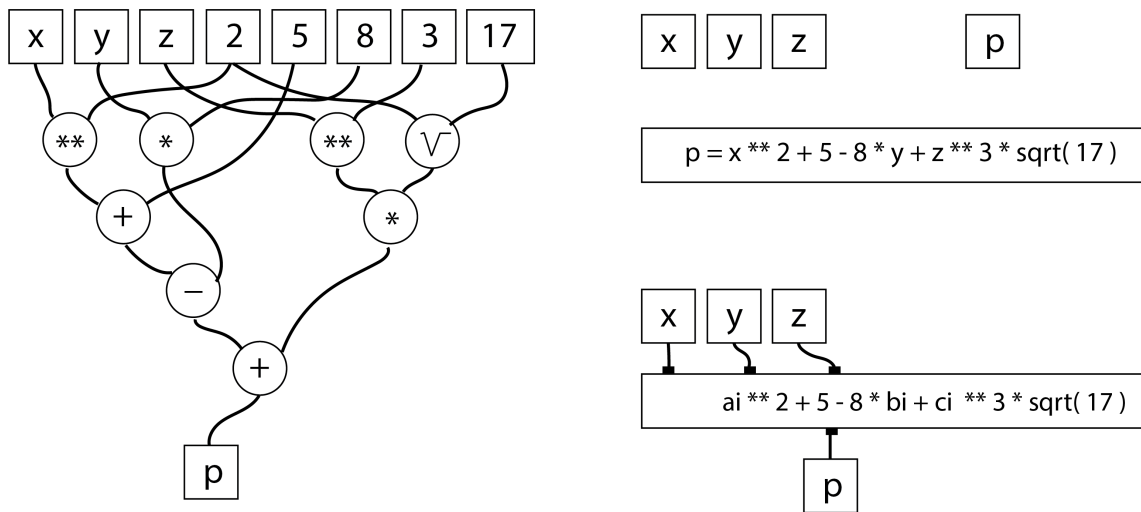 x y z 2 5 8 3 17
** * ** √
+ *
−
+
p
x y z p
p = x ** 2 + 5 - 8 * y + z ** 3 * sqrt( 17 )
x y z
ai ** 2 + 5 - 8 * bi + ci ** 3 * sqrt( 17 )
p